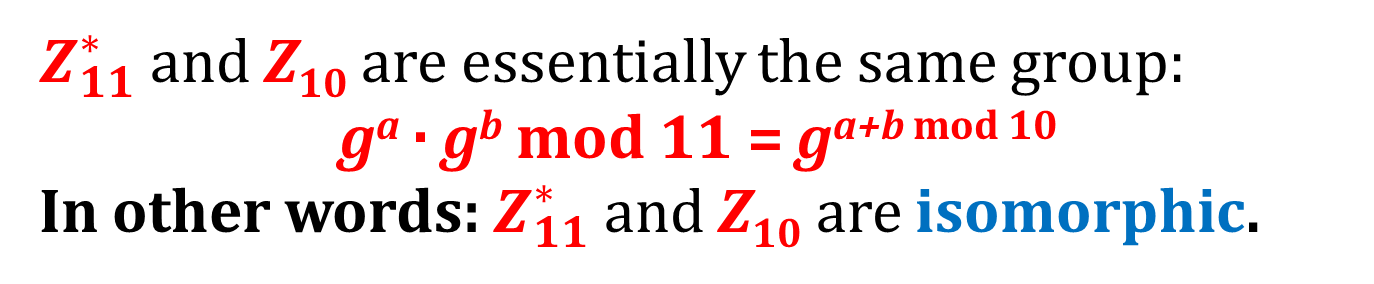 Z*₁₁ and Z₁₀ are essentially the same group:
gᵃ · gᵇ mod 11 = gᵃ⁺ᵇ ᵐᵒᵈ ¹⁰
In other words: Z*₁₁ and Z₁₀ are isomorphic.